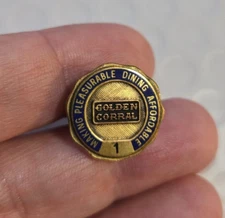 MAKING PLEASURABLE DINING AFFORDABLE
GOLDEN
CORRAL
1